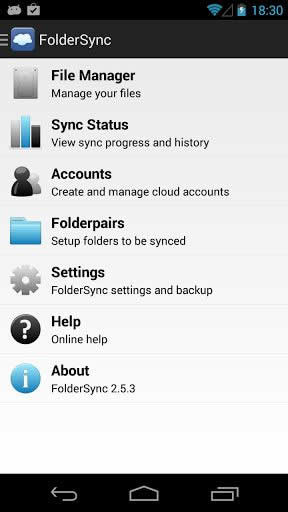 18:30
FolderSync
File Manager
Manage your files
Sync Status
View sync progress and history
Accounts
Create and manage cloud accounts
Folderpairs
Setup folders to be synced
Settings
FolderSync settings and backup
Help
Online help
About
FolderSync 2.5.3